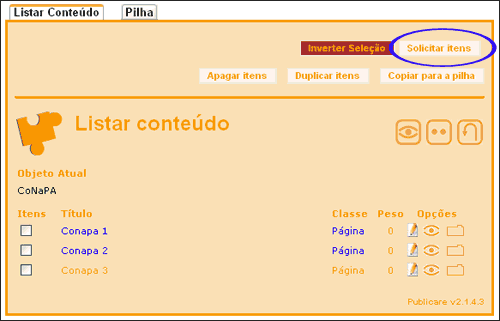 Listar Conteúdo Pilha
Inverter Seleção Solicitar itens
Apagar itens Duplicar itens Copiar para a pilha
Listar conteúdo
Objeto Atual
CoNaPA
Itens Título Classe Peso Opções
Conapa 1 Página 0
Conapa 2 Página 0
Conapa 3 Página 0
Publicare v2.1.4.3